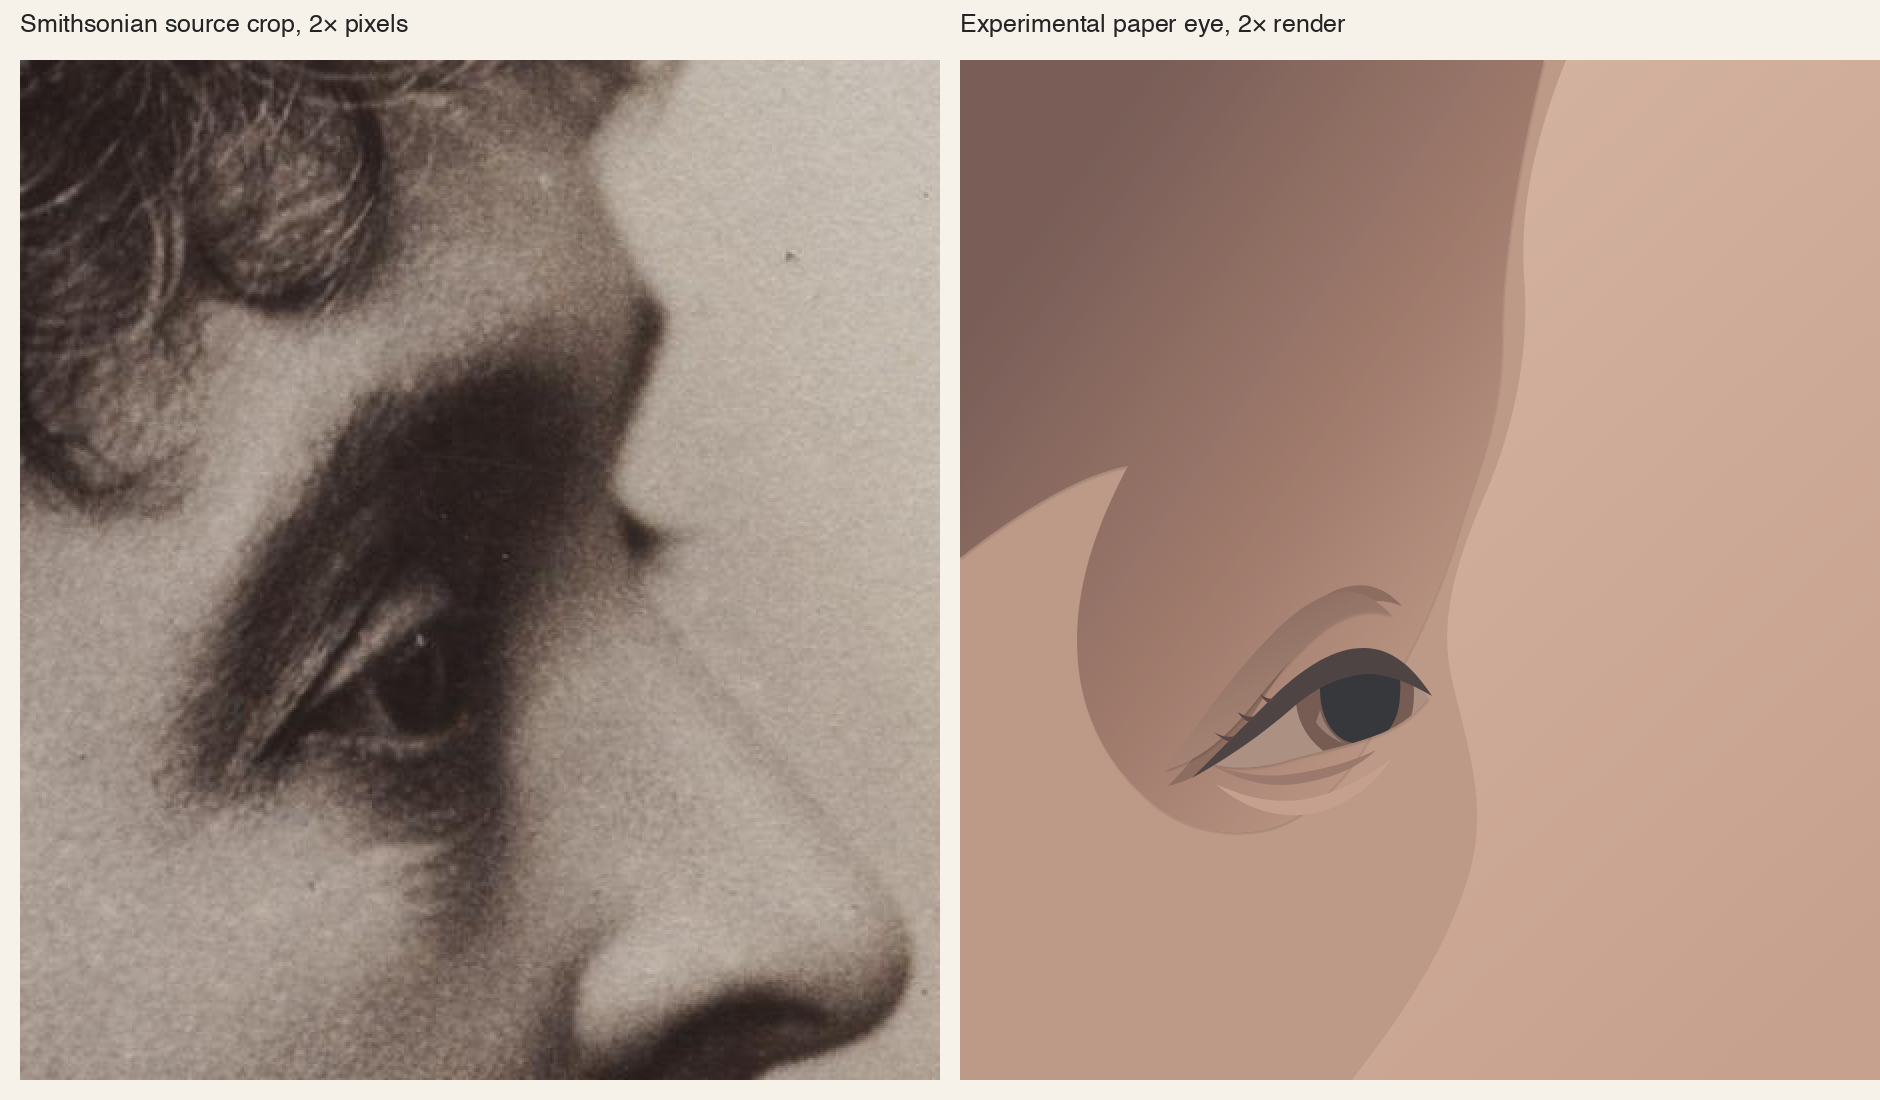 Smithsonian source crop, 2× pixels
Experimental paper eye, 2× render